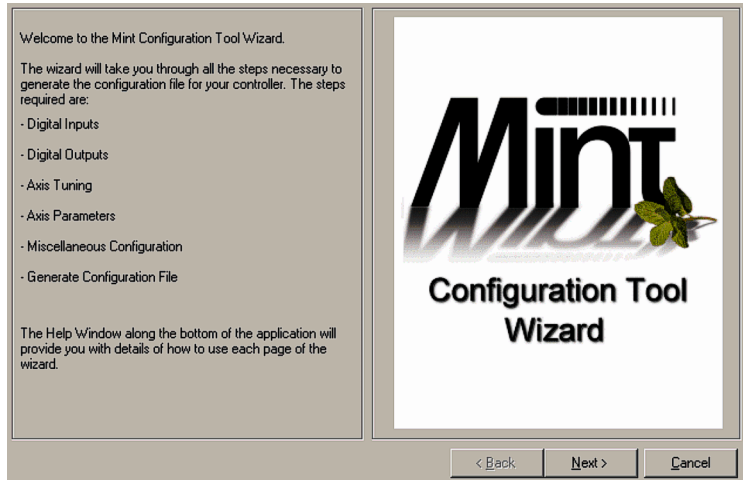 Welcome to the Mint Configuration Tool Wizard.
The wizard will take you through all the steps necessary to
generate the configuration file for your controller. The steps
required are:
- Digital Inputs
- Digital Outputs
- Axis Tuning
- Axis Parameters
- Miscellaneous Configuration
- Generate Configuration File
The Help Window along the bottom of the application will
provide you with details of how to use each page of the
wizard.
Mint
Configuration Tool
Wizard
< Back
Next >
Cancel